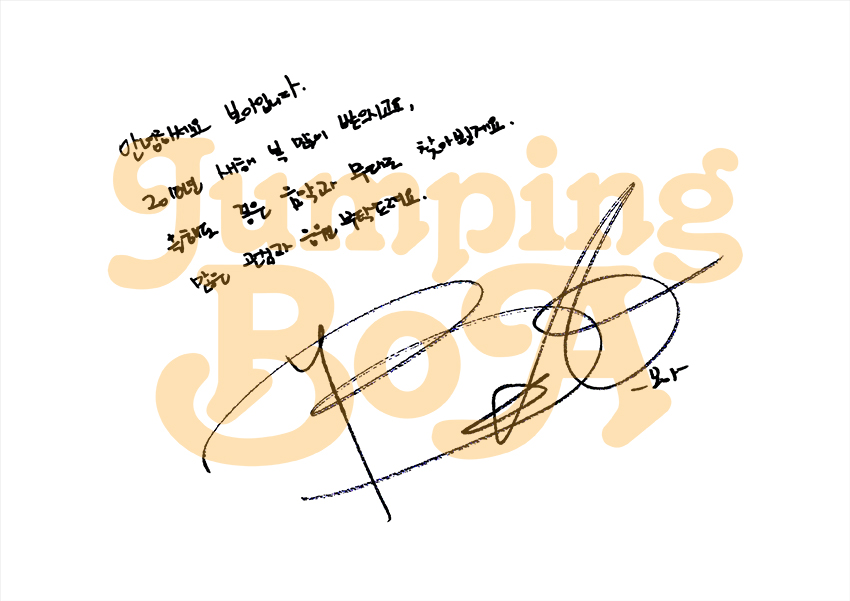 안녕하세요 보아입니다.
2010년 새해 복 많이 받으시고요,
올해도 좋은 음악과 무대로 찾아뵐게요.
많은 관심과 응원 부탁드려요.
Jumping
BoA
-보아